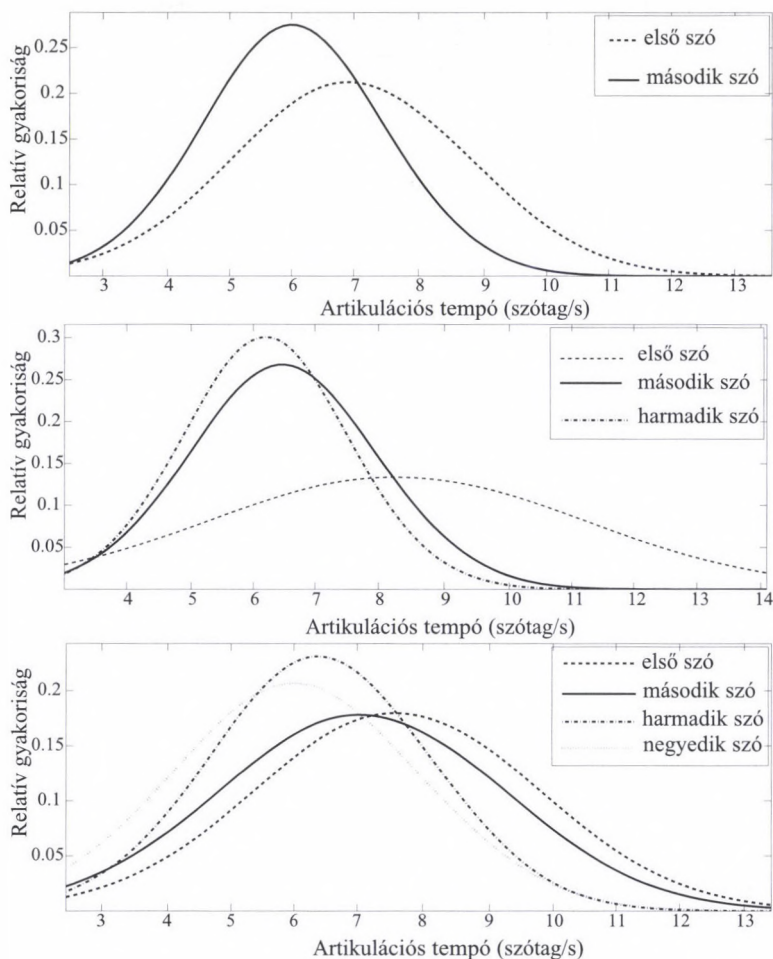 Relatív gyakoriság
0.25
0.2
0.15
0.1
0.05
első szó
második szó
3 4 5 6 7 8 9 10 11 12 13
Artikulációs tempó (szótag/s)
Relatív gyakoriság
0.3
0.25
0.2
0.15
0.1
0.05
első szó
második szó
harmadik szó
4 5 6 7 8 9 10 11 12 13 14
Artikulációs tempó (szótag/s)
Relatív gyakoriság
0.2
0.15
0.1
0.05
első szó
második szó
harmadik szó
negyedik szó
3 4 5 6 7 8 9 10 11 12 13
Artikulációs tempó (szótag/s)